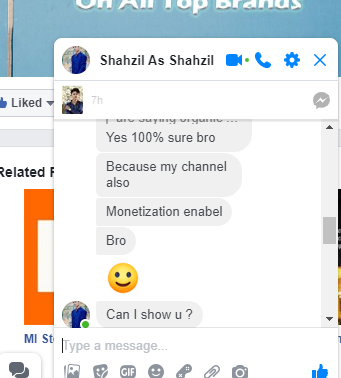 On All Top Brands
Shahzil As Shahzil
Liked
7h
are saying organic ...
Yes 100% sure bro
Because my channel
also
Monetization enabel
Bro
Related
Can I show u ?
MI St
Type a message...
GIF